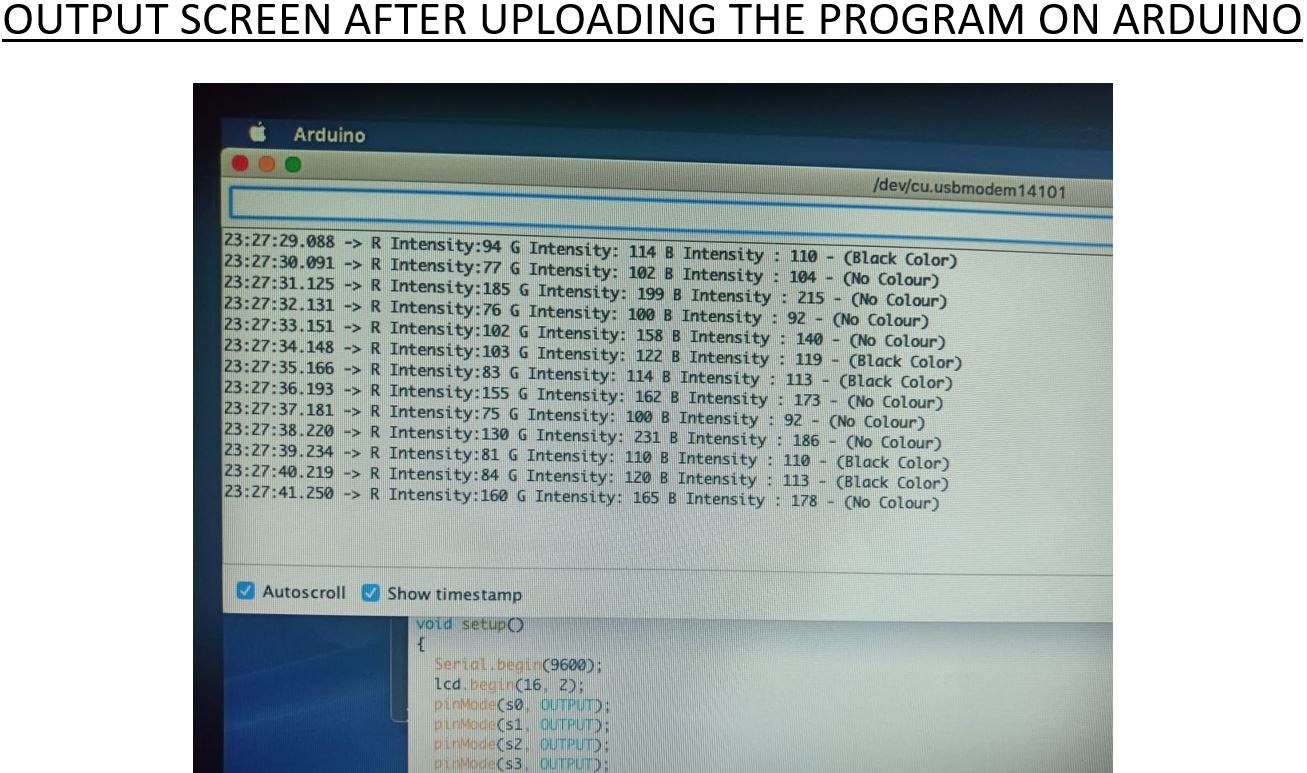 OUTPUT SCREEN AFTER UPLOADING THE PROGRAM ON ARDUINO
Arduino
/dev/cu.usbmodem14101
23:27:29.088 -> R Intensity:94 G Intensity: 114 B Intensity : 110 - (Black Color)
23:27:30.091 -> R Intensity:77 G Intensity: 102 B Intensity : 104 - (No Colour)
23:27:31.125 -> R Intensity:185 G Intensity: 199 B Intensity : 215 - (No Colour)
23:27:32.131 -> R Intensity:76 G Intensity: 100 B Intensity : 92 - (No Colour)
23:27:33.151 -> R Intensity:102 G Intensity: 158 B Intensity : 140 - (No Colour)
23:27:34.148 -> R Intensity:103 G Intensity: 122 B Intensity : 119 - (Black Color)
23:27:35.166 -> R Intensity:83 G Intensity: 114 B Intensity : 113 - (Black Color)
23:27:36.193 -> R Intensity:155 G Intensity: 162 B Intensity : 173 - (No Colour)
23:27:37.181 -> R Intensity:75 G Intensity: 100 B Intensity : 92 - (No Colour)
23:27:38.220 -> R Intensity:130 G Intensity: 231 B Intensity : 186 - (No Colour)
23:27:39.234 -> R Intensity:81 G Intensity: 110 B Intensity : 110 - (Black Color)
23:27:40.219 -> R Intensity:84 G Intensity: 120 B Intensity : 113 - (Black Color)
23:27:41.250 -> R Intensity:160 G Intensity: 165 B Intensity : 178 - (No Colour)
Autoscroll Show timestamp
void setup()
{
Serial.begin(9600);
lcd.begin(16, 2);
pinMode(s0, OUTPUT);
pinMode(s1, OUTPUT);
pinMode(s2, OUTPUT);
pinMode(s3, OUTPUT);